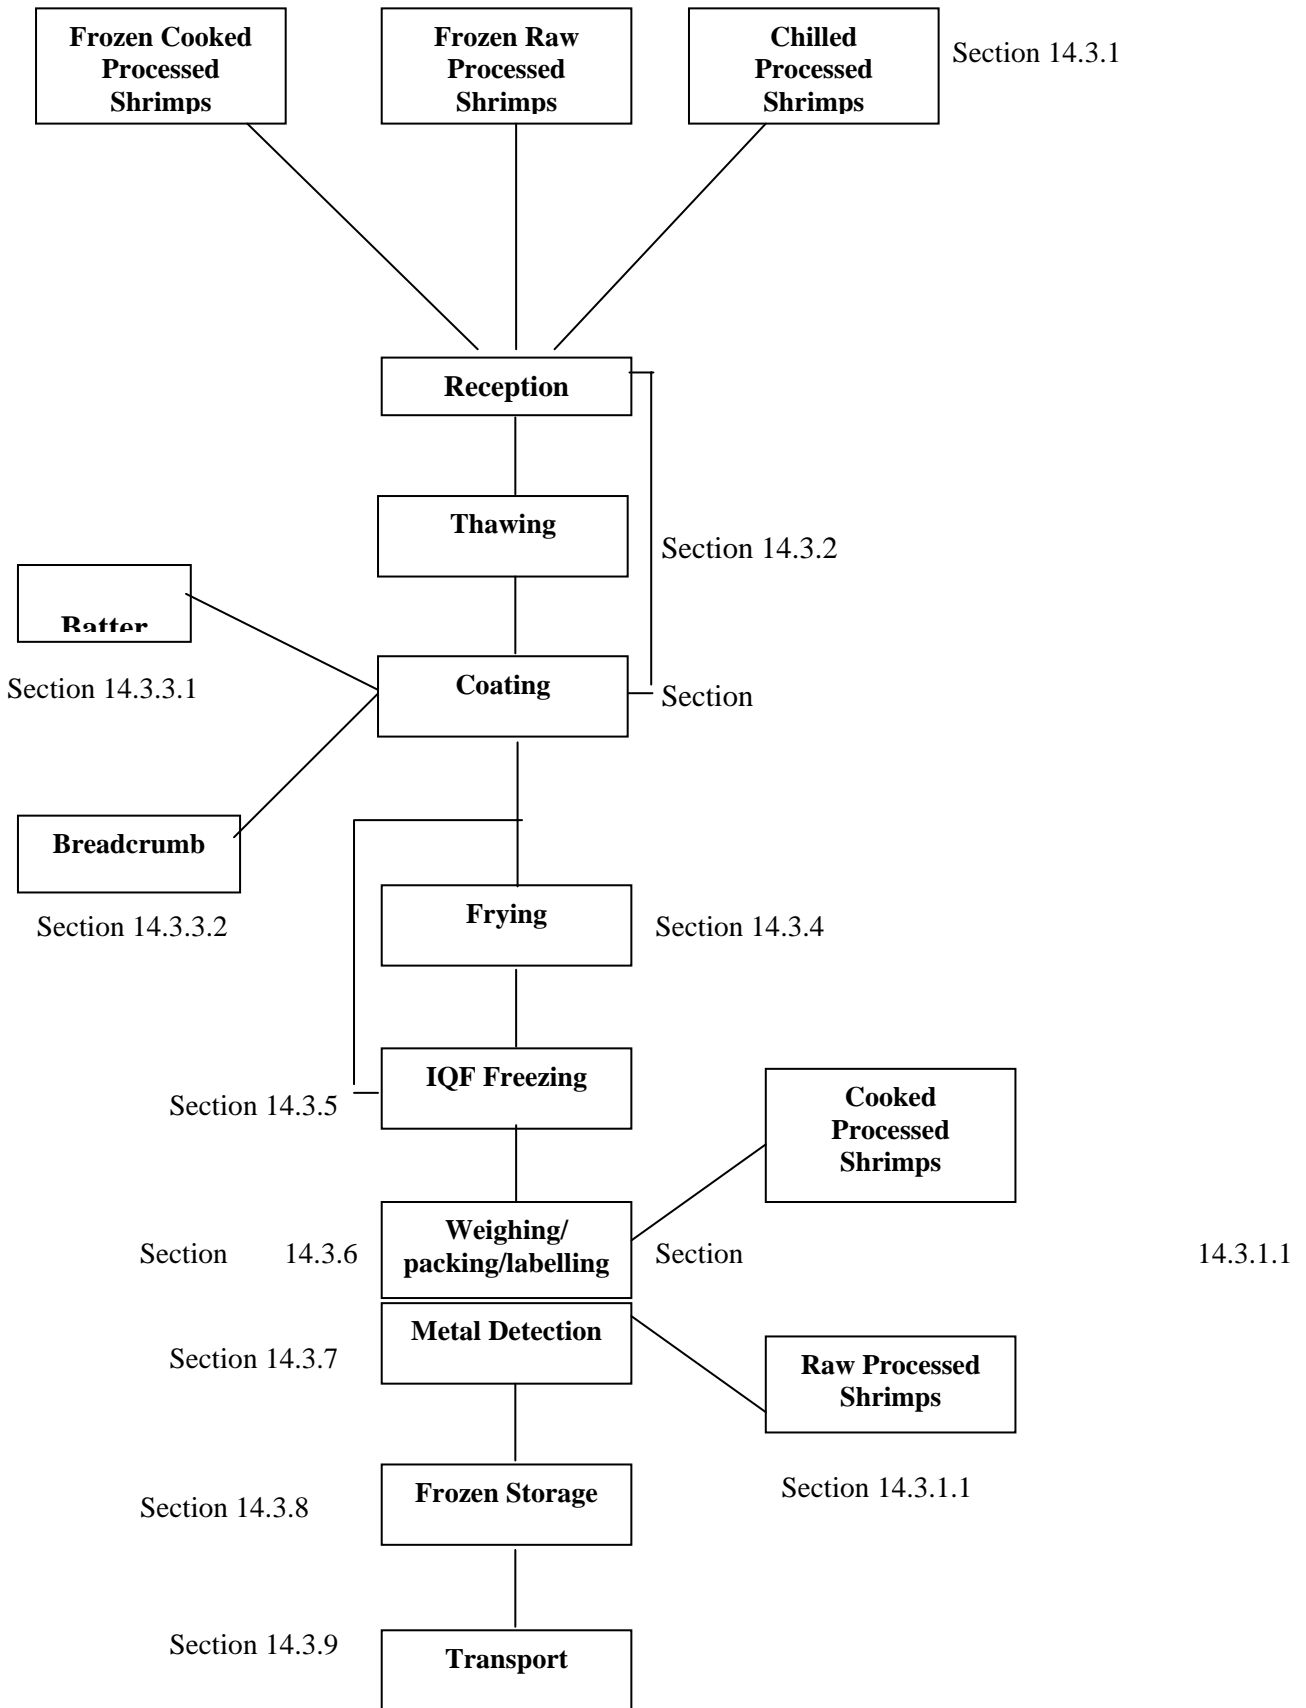 Frozen Cooked
Processed
Shrimps
Frozen Raw
Processed
Shrimps
Chilled
Processed
Shrimps
Section 14.3.1
Reception
Thawing
Section 14.3.2
Batter
Section 14.3.3.1
Coating
Section
Breadcrumb
Section 14.3.3.2
Frying
Section 14.3.4
IQF Freezing
Section 14.3.5
Cooked
Processed
Shrimps
Weighing/
packing/labelling
Section 14.3.6
Section 14.3.1.1
Metal Detection
Section 14.3.7
Raw Processed
Shrimps
Section 14.3.1.1
Frozen Storage
Section 14.3.8
Section 14.3.9
Transport